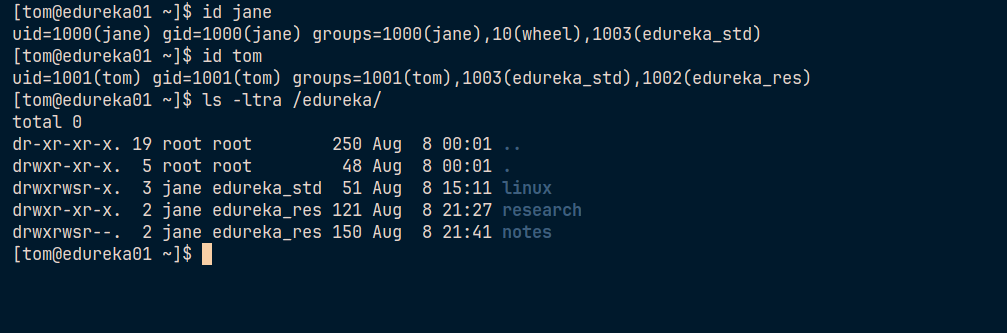 [tom@edureka01 ~]$ id jane
uid=1000(jane) gid=1000(jane) groups=1000(jane),10(wheel),1003(edureka_std)
[tom@edureka01 ~]$ id tom
uid=1001(tom) gid=1001(tom) groups=1001(tom),1003(edureka_std),1002(edureka_res)
[tom@edureka01 ~]$ ls -ltra /edureka/
total 0
dr-xr-xr-x. 19 root root        250 Aug  8 00:01 ..
drwxr-xr-x.  5 root root         48 Aug  8 00:01 .
drwxrwsr-x.  3 jane edureka_std  51 Aug  8 15:11 linux
drwxr-xr-x.  2 jane edureka_res 121 Aug  8 21:27 research
drwxrwsr--.  2 jane edureka_res 150 Aug  8 21:41 notes
[tom@edureka01 ~]$